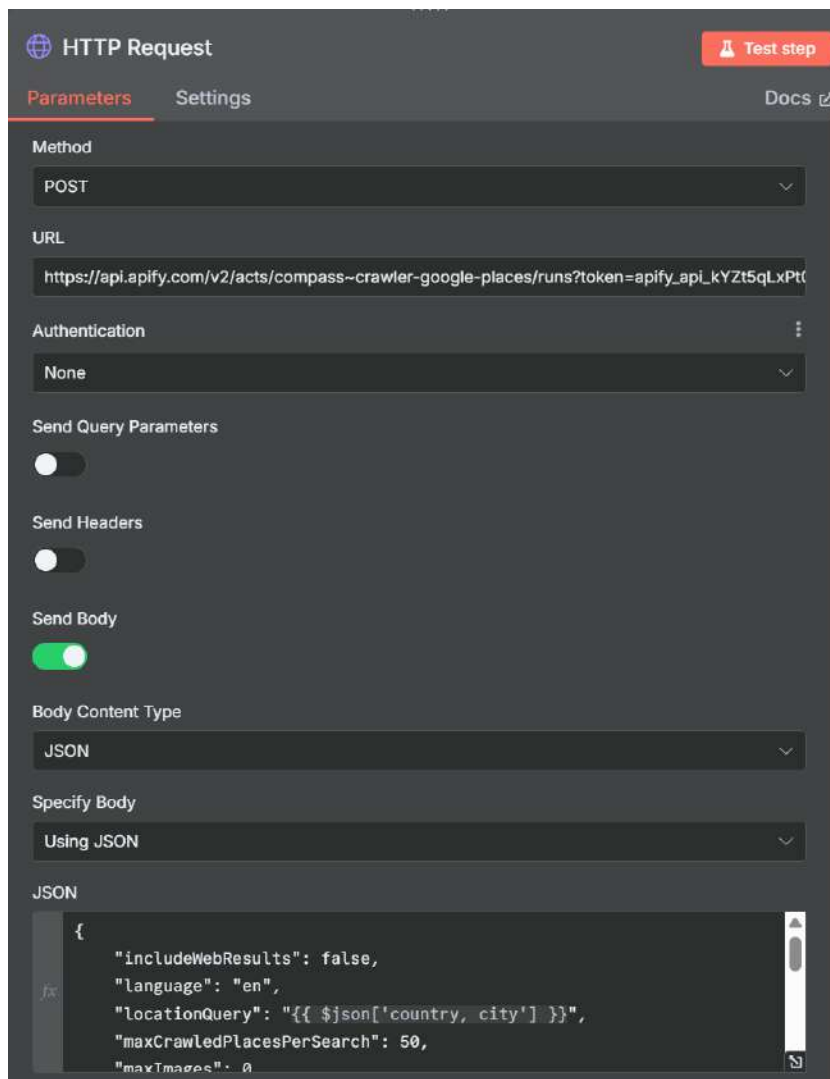 HTTP Request
Test step
Parameters Settings Docs
Method
POST
URL
https://api.apify.com/v2/acts/compass~crawler-google-places/runs?token=apify_api_kYZt5qLxPt
Authentication
None
Send Query Parameters
Send Headers
Send Body
Body Content Type
JSON
Specify Body
Using JSON
JSON
fx
{
"includeWebResults": false,
"language": "en",
"locationQuery": "{{ $json['country, city'] }}",
"maxCrawledPlacesPerSearch": 50,
"maxImages": 0